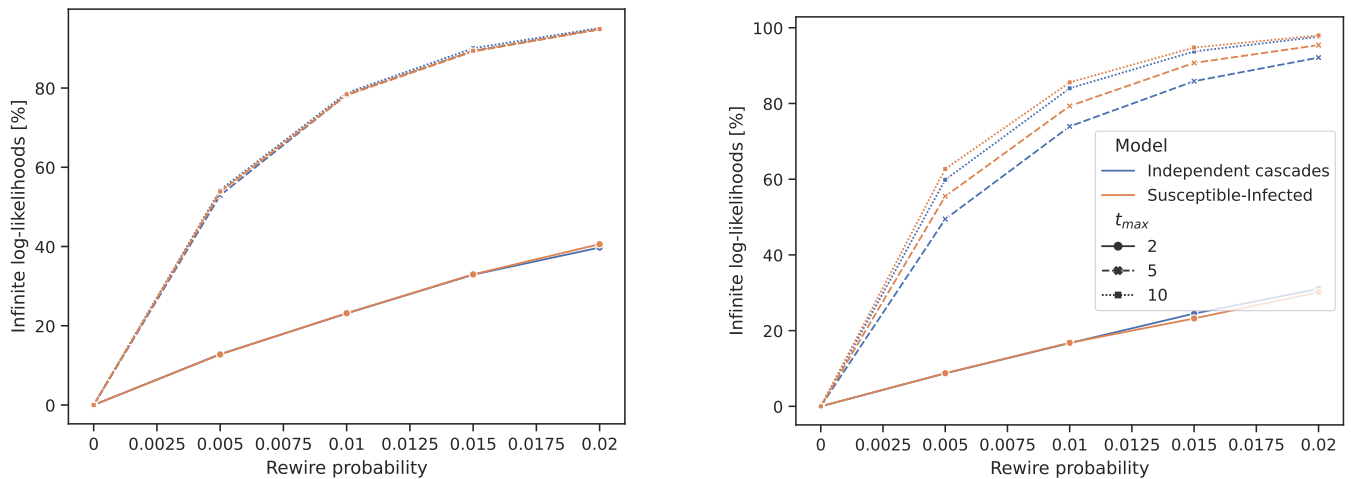 Infinite log-likelihoods [%]
80
60
40
20
0
0 0.0025 0.005 0.0075 0.01 0.0125 0.015 0.0175 0.02
Rewire probability
Infinite log-likelihoods [%]
100
80
60
40
20
0
0 0.0025 0.005 0.0075 0.01 0.0125 0.015 0.0175 0.02
Rewire probability
Model
Independent cascades
Susceptible-Infected
t_max
2
5
10